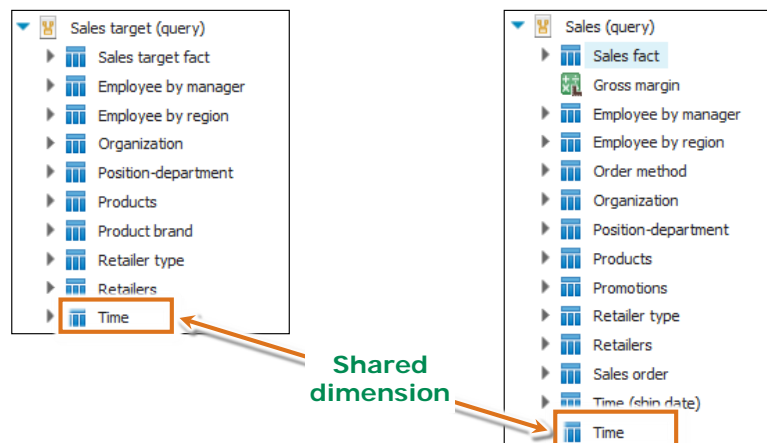 Sales target (query)
Sales target fact
Employee by manager
Employee by region
Organization
Position-department
Products
Product brand
Retailer type
Retailers
Time
Sales (query)
Sales fact
Gross margin
Employee by manager
Employee by region
Order method
Organization
Position-department
Products
Promotions
Retailer type
Retailers
Sales order
Time (ship date)
Time
Shared
dimension